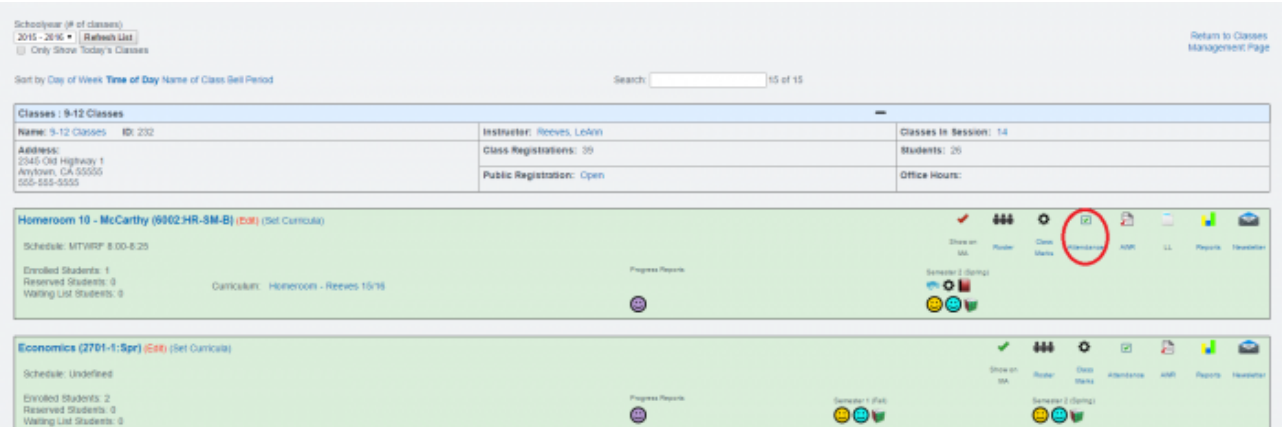 Schoolyear (# of classes)
2015 - 2016 Refresh List
Only Show Today's Classes
Return to Classes
Management Page
Sort by Day of Week Time of Day Name of Class Bell Period
Search: 15 of 15
Classes : 9-12 Classes
Name: 9-12 Classes ID: 232 Instructor: Reeves, LeAnn Classes In Session: 14
Address:
2345 Old Highway 1
Anytown, CA 55555
555-555-5555
Class Registrations: 39 Students: 26
Public Registration: Open Office Hours:
Homeroom 10 - McCarthy (6002:HR-SM-B) (Edit) (Set Curricula)
Show on MA Roster Class Marks Attendance AWR LL Reports Newsletter
Schedule: MTWRF 8:00-8:25
Enrolled Students: 1
Reserved Students: 0
Waiting List Students: 0
Curriculum: Homeroom - Reeves 15/16
Progress Reports
Semester 2 (Spring)
Economics (2701-1:Spr) (Edit) (Set Curricula)
Show on MA Roster Class Marks Attendance AWR Reports Newsletter
Schedule: Undefined
Enrolled Students: 2
Reserved Students: 0
Waiting List Students: 0
Progress Reports
Semester 1 (Fall)
Semester 2 (Spring)